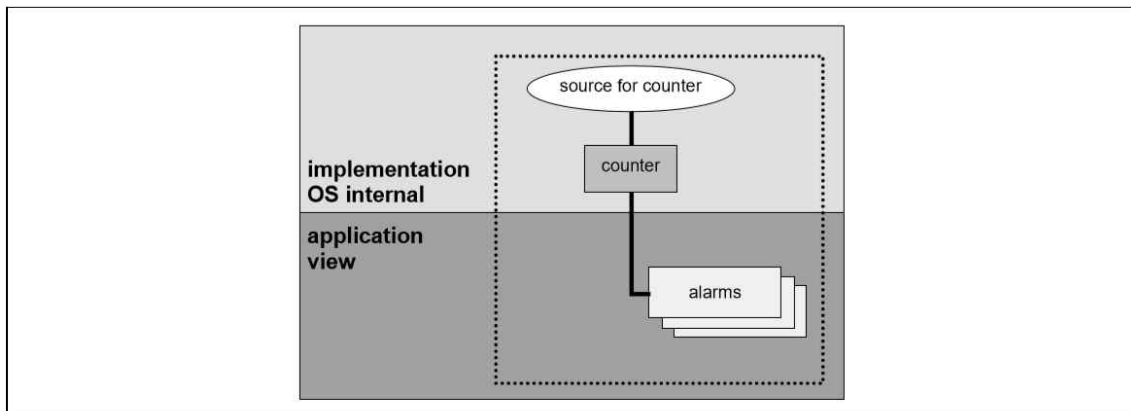 source for counter
counter
implementation
OS internal
application
view
alarms